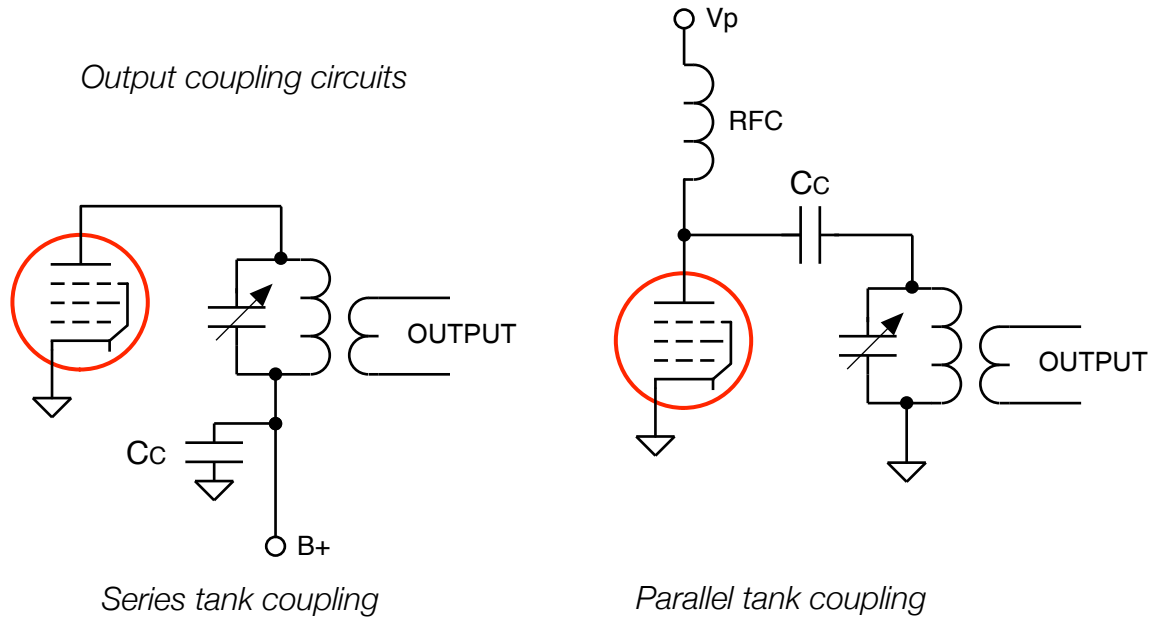 Output coupling circuits
Vp
RFC
Cc
OUTPUT
Cc
B+
OUTPUT
Series tank coupling
Parallel tank coupling